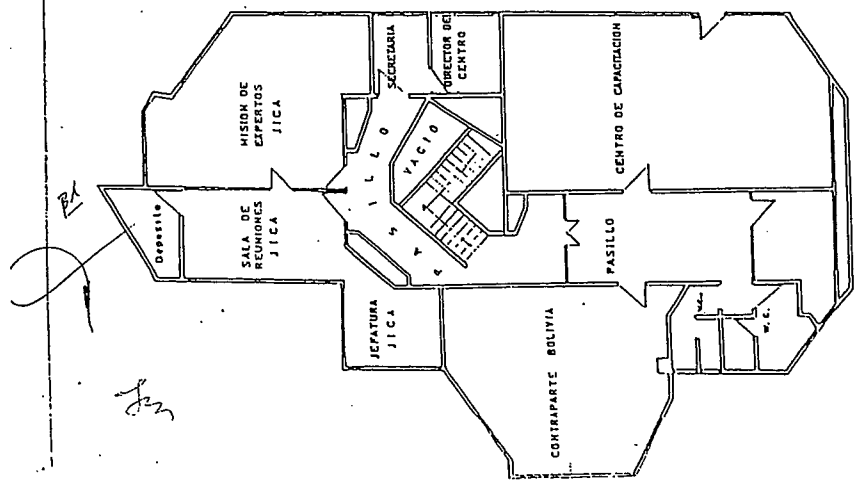 MISION DE
EXPERTOS
JICA
SECRETARIA
DIRECTOR DEL
CENTRO
CENTRO DE CAPACITACION
VACIO
PASILLO
Deposito
SALA DE
REUNIONES
JICA
JEFATURA
JICA
PASILLO
CONTRAPARTE BOLIVIA
W.C.
W.C.